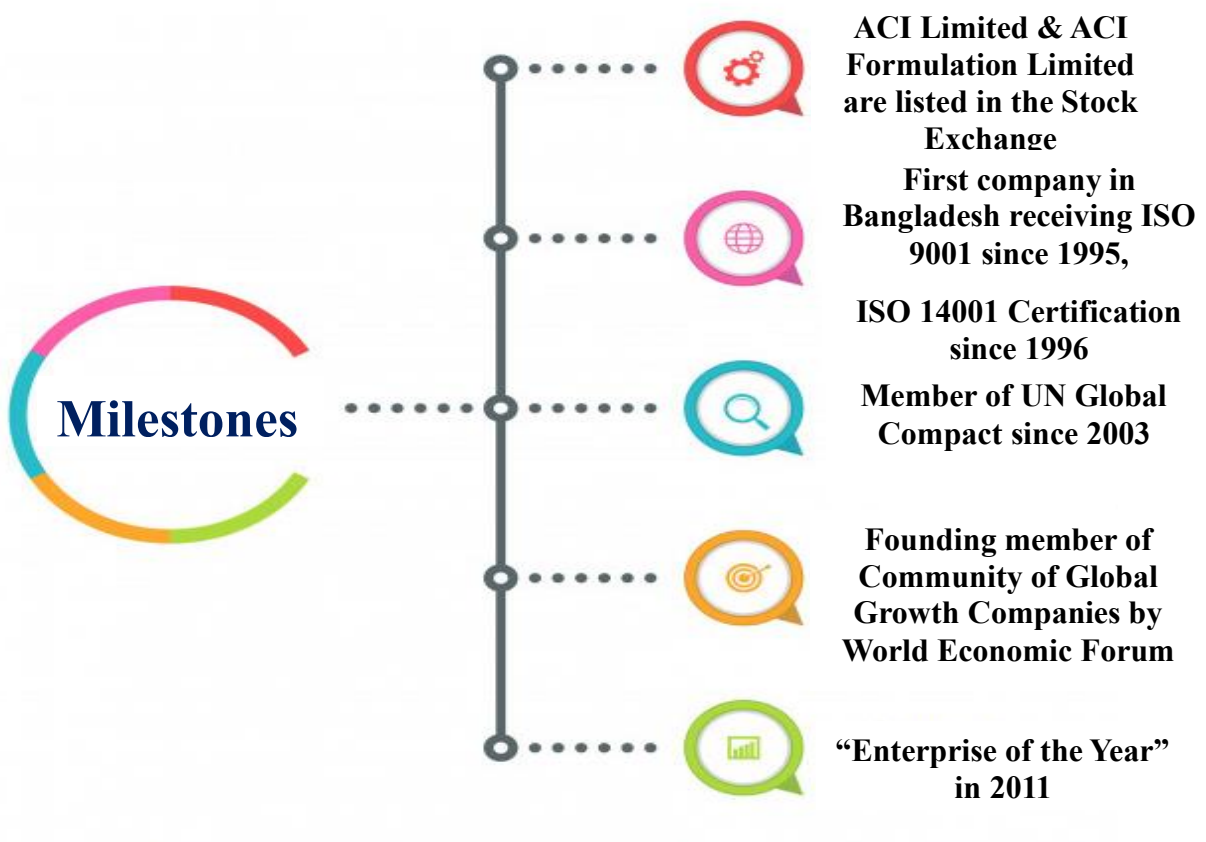 ACI Limited & ACI
Formulation Limited
are listed in the Stock
Exchange
First company in
Bangladesh receiving ISO
9001 since 1995,
ISO 14001 Certification
since 1996
Milestones
Member of UN Global
Compact since 2003
Founding member of
Community of Global
Growth Companies by
World Economic Forum
“Enterprise of the Year”
in 2011